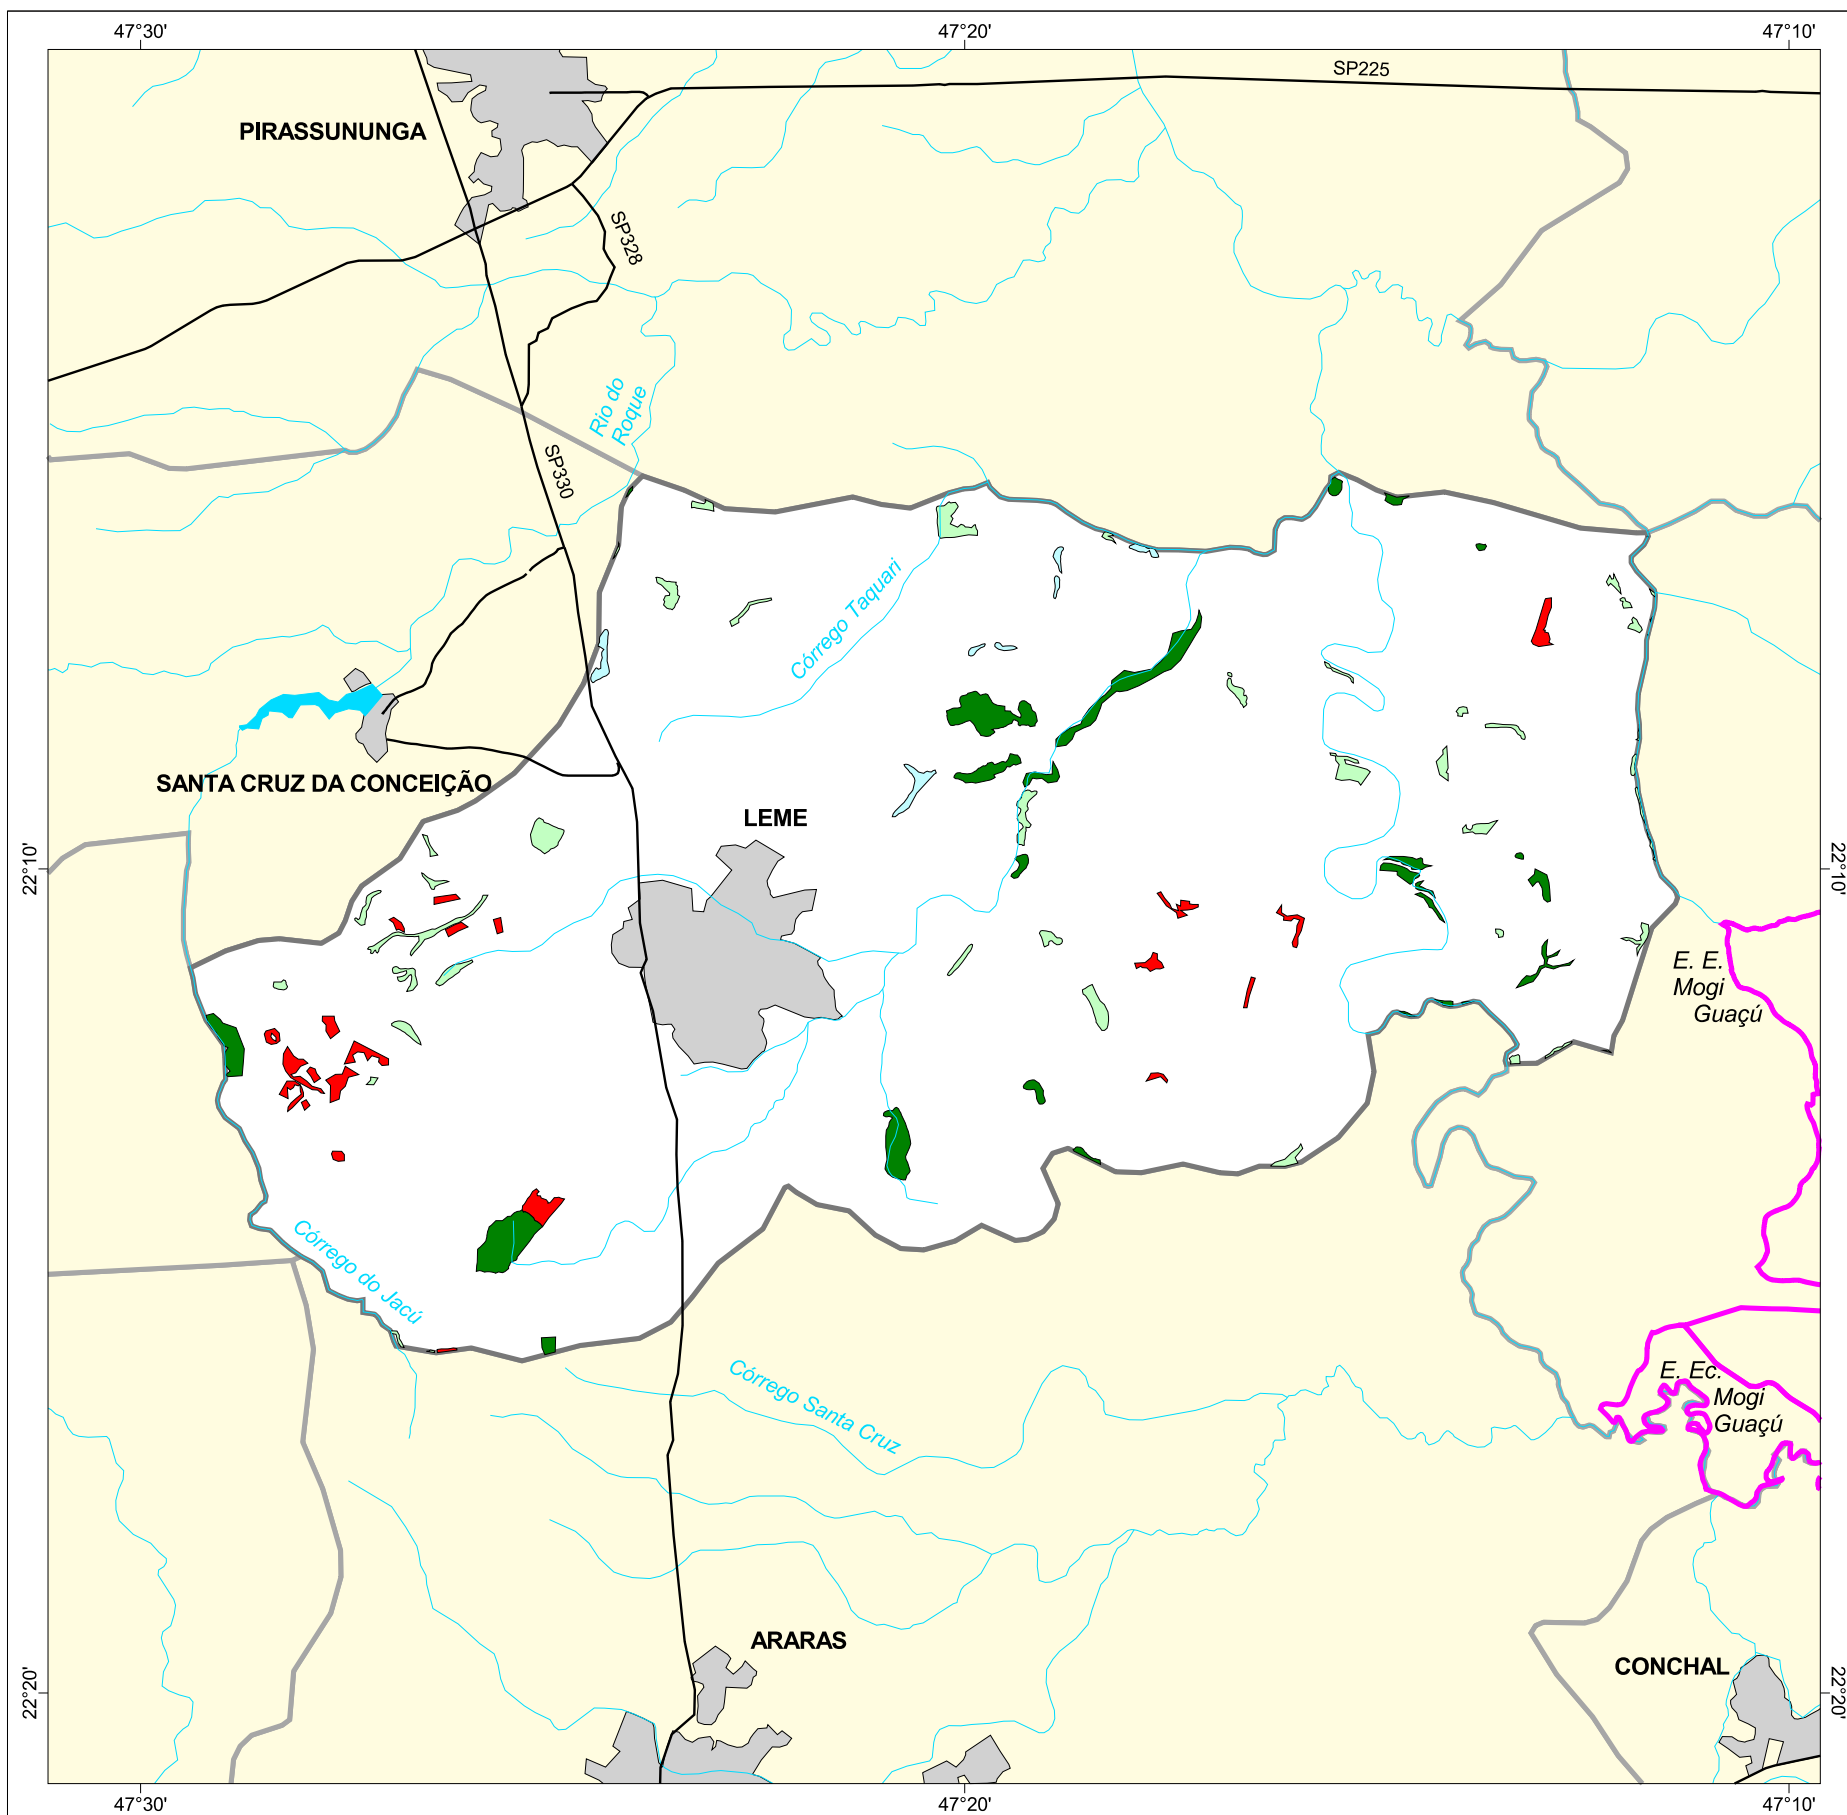 47°30'
47°20'
47°10'
SP225
PIRASSUNUNGA
SP328
Rio do
Roque
SP330
Córrego Taquari
SANTA CRUZ DA CONCEIÇÃO
LEME
22°10'
22°10'
E. E.
Mogi
Guaçú
Córrego do Jacú
Córrego Santa Cruz
E. Ec.
Mogi
Guaçú
ARARAS
CONCHAL
22°20'
22°20'
47°30'
47°20'
47°10'